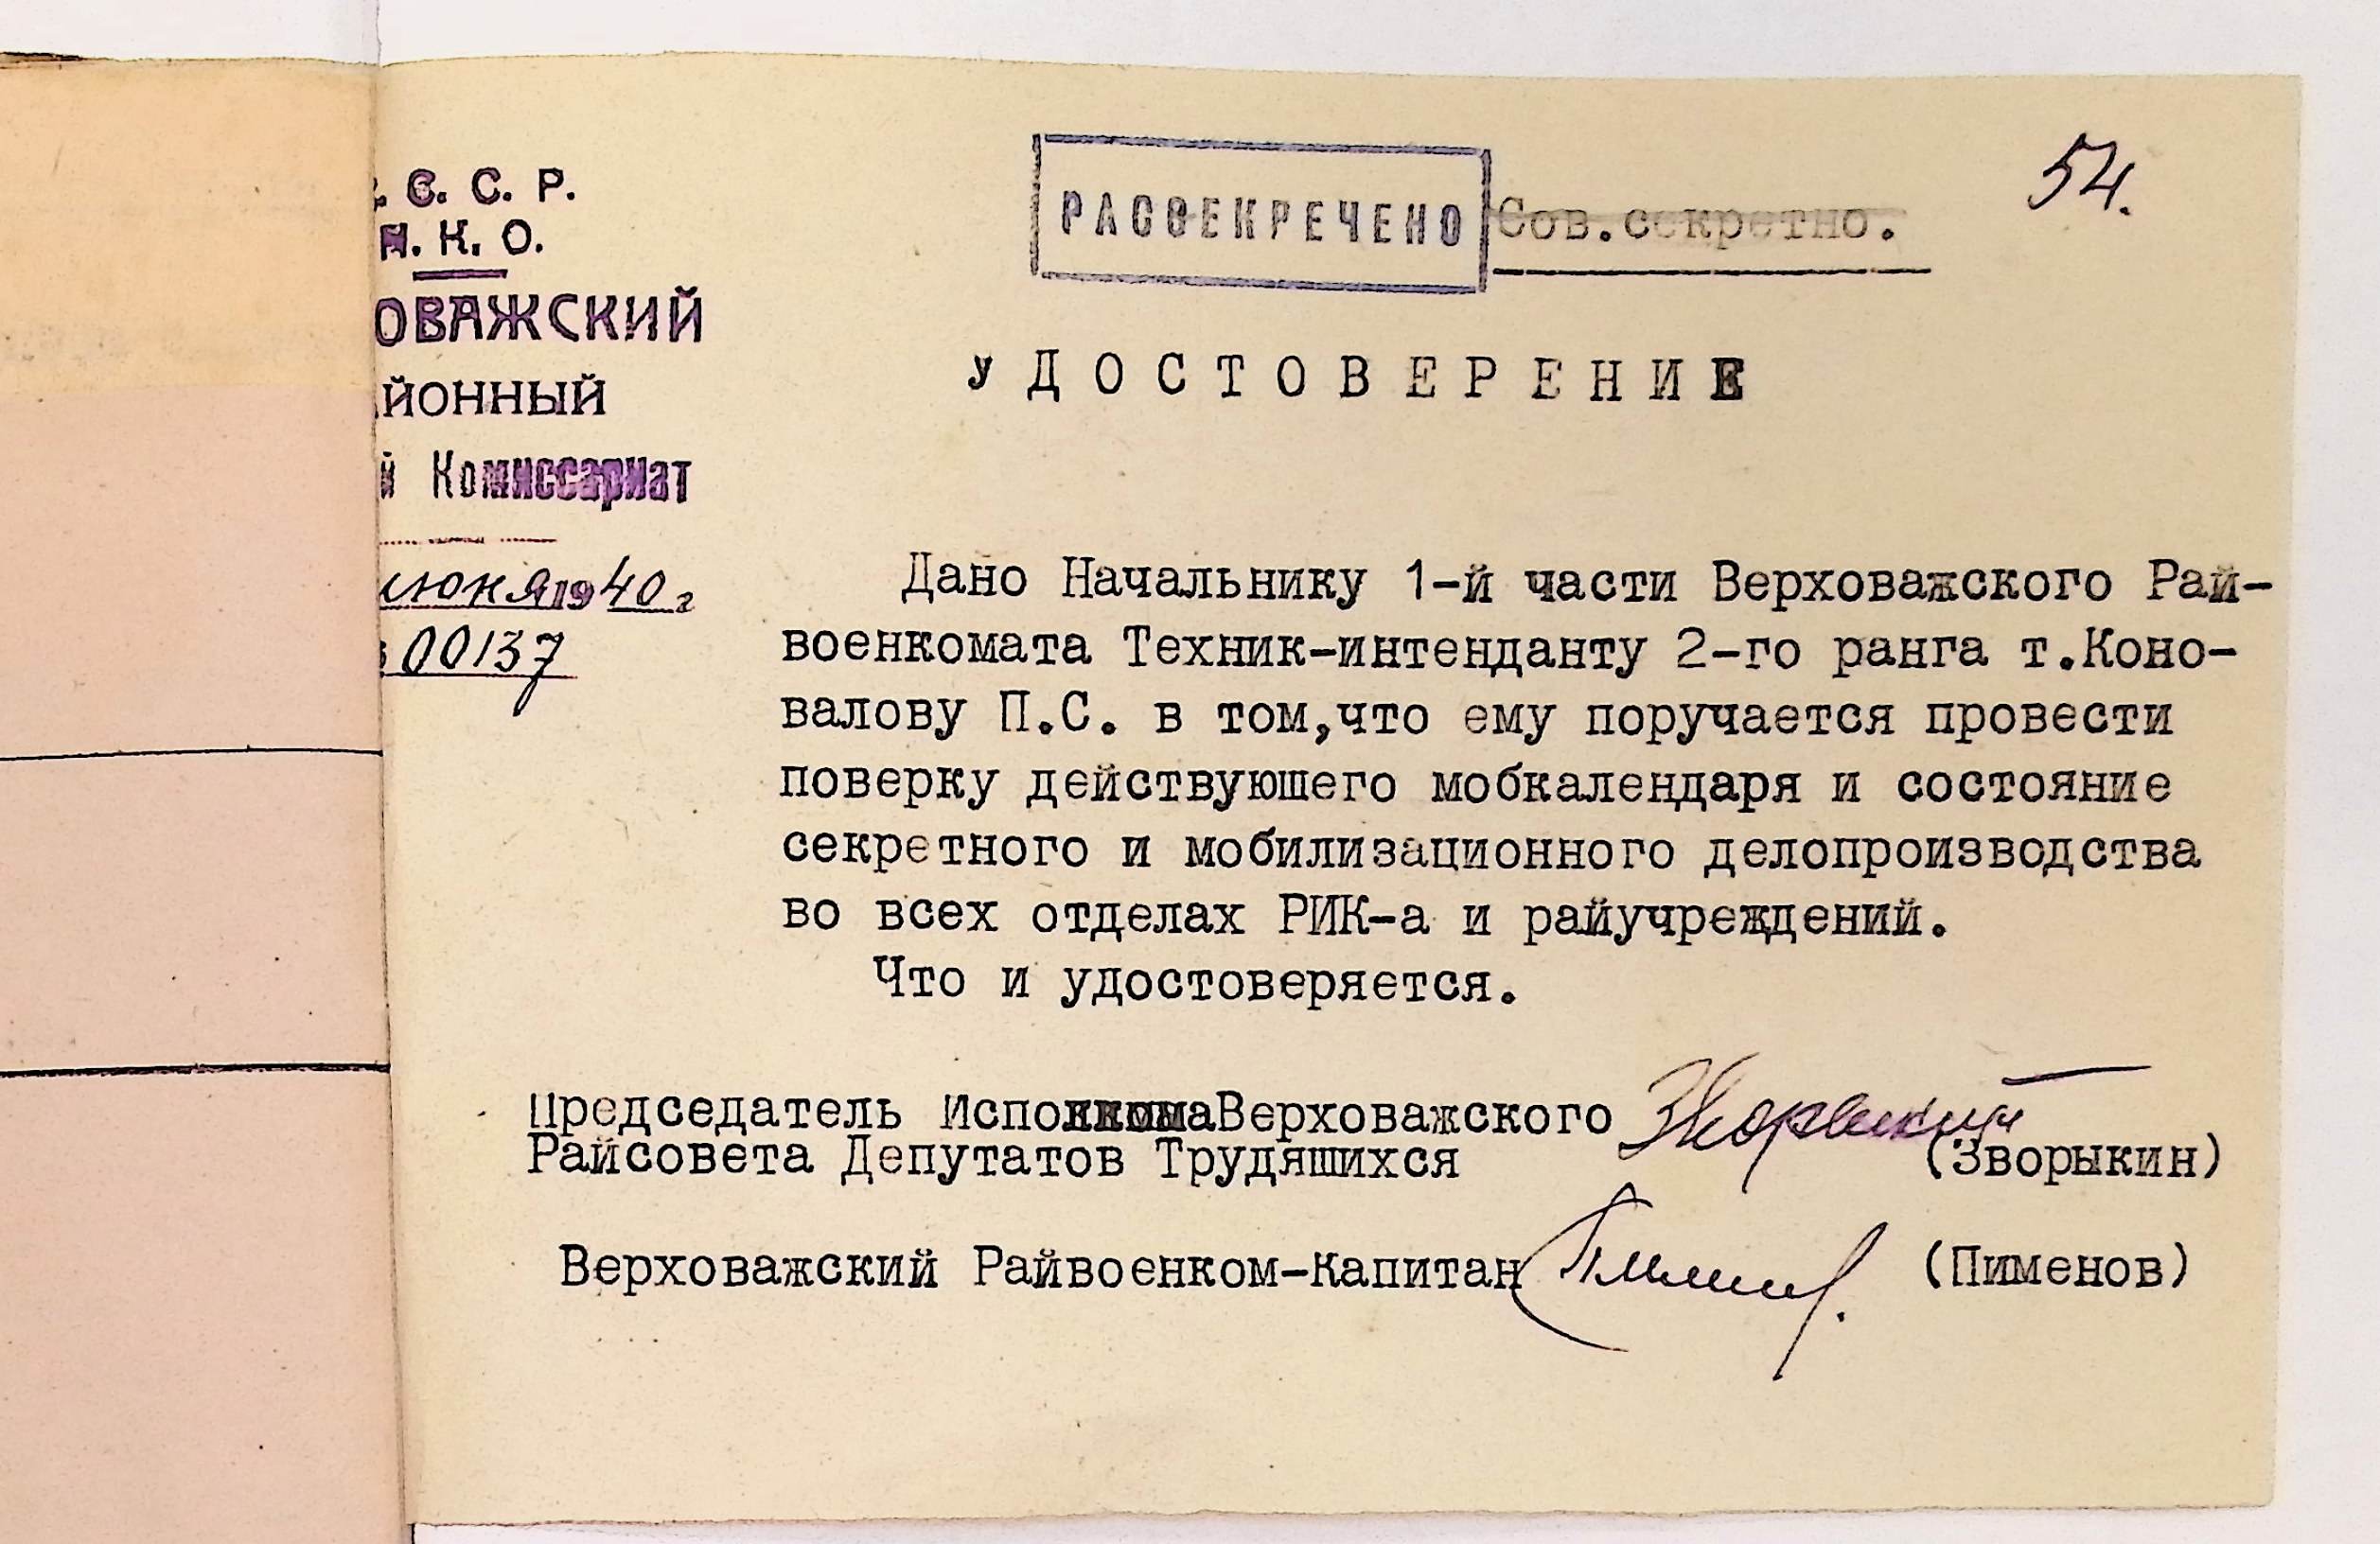 54.
С. С. Р.
Н. К. О.
ОВАЖСКИЙ
ЙОННЫЙ
й Комиссариат
июня 1940 г
00137
РАССЕКРЕЧЕНО
Сов.секретно.
УДОСТОВЕРЕНИЕ
Дано Начальнику 1-й части Верховажского Рай-
военкомата Техник-интенданту 2-го ранга т.Коно-
валову П.С. в том,что ему поручается провести
поверку действуюшего мобкалендаря и состояние
секретного и мобилизационного делопроизводства
во всех отделах РИК-а и райучреждений.
Что и удостоверяется.
Председатель Исполкома Верховажского
Райсовета Депутатов Трудяшихся (Зворыкин)
Верховажский Райвоенком-Капитан (Пименов)